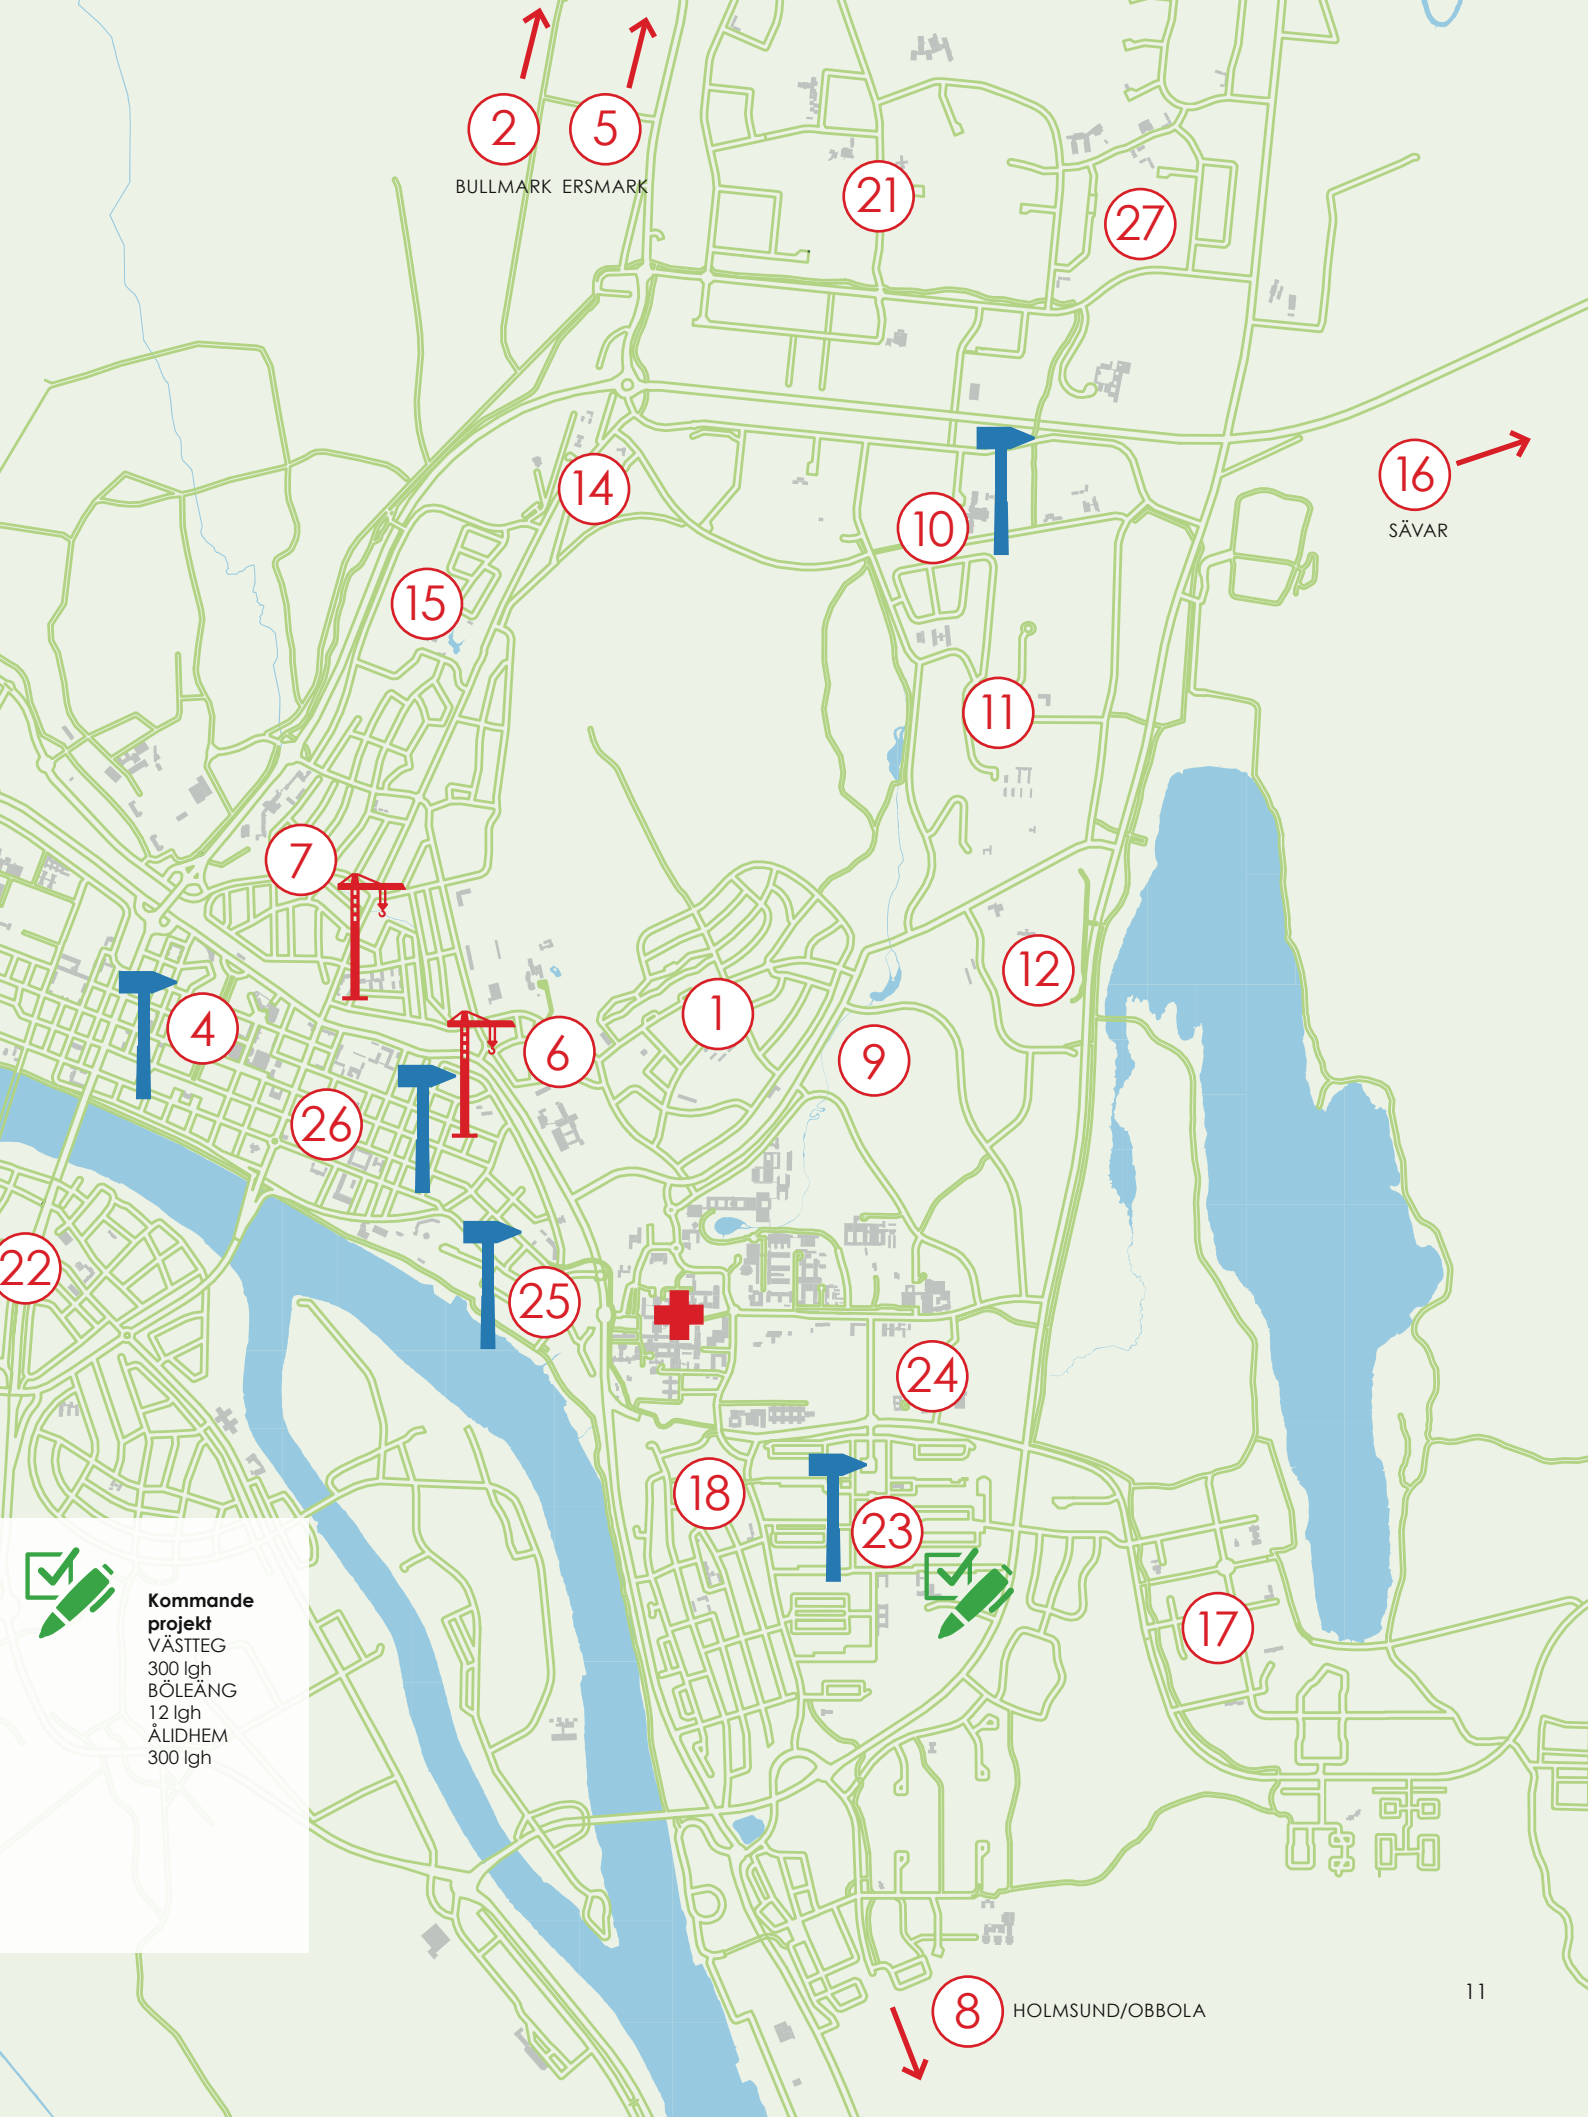 2
5
BULLMARK ERSMARK
21
27
16
SÄVAR
14
10
15
11
7
12
1
4
6
9
26
22
25
24
18
23
17
Kommande
projekt
VÄSTTEG
300 lgh
BÖLEÄNG
12 lgh
ÅLIDHEM
300 lgh
8
HOLMSUND/OBBOLA
11